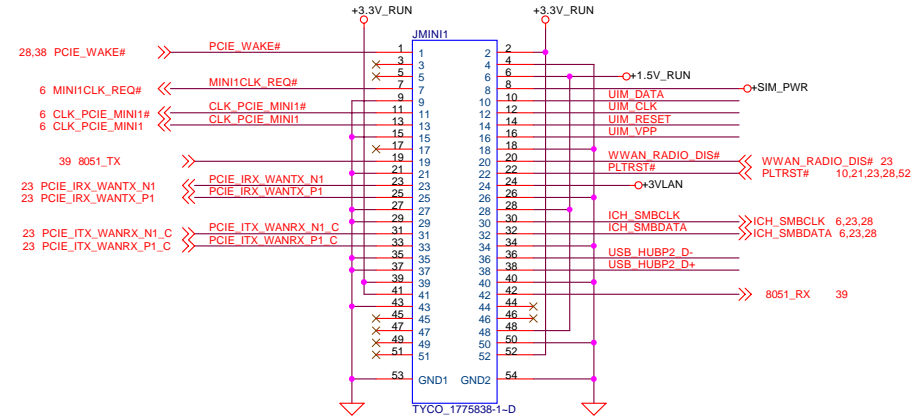 +3.3V_RUN +3.3V_RUN
JMINI1
28,38 PCIE_WAKE# PCIE_WAKE# 1 1 2 2
3 3 4 4
5 5 6 6 +1.5V_RUN
6 MINI1CLK_REQ# MINI1CLK_REQ# 7 7 8 8 +SIM_PWR
9 9 10 10 UIM_DATA
6 CLK_PCIE_MINI1# CLK_PCIE_MINI1# 11 11 12 12 UIM_CLK
6 CLK_PCIE_MINI1 CLK_PCIE_MINI1 13 13 14 14 UIM_RESET
15 15 16 16 UIM_VPP
17 17 18 18
39 8051_TX 19 19 20 20 WWAN_RADIO_DIS# WWAN_RADIO_DIS# 23
21 21 22 22 PLTRST# PLTRST# 10,21,23,28,52
23 PCIE_IRX_WANTX_N1 PCIE_IRX_WANTX_N1 23 23 24 24 +3VLAN
23 PCIE_IRX_WANTX_P1 PCIE_IRX_WANTX_P1 25 25 26 26
27 27 28 28
29 29 30 30 ICH_SMBCLK ICH_SMBCLK 6,23,28
23 PCIE_ITX_WANRX_N1_C PCIE_ITX_WANRX_N1_C 31 31 32 32 ICH_SMBDATA ICH_SMBDATA 6,23,28
23 PCIE_ITX_WANRX_P1_C PCIE_ITX_WANRX_P1_C 33 33 34 34
35 35 36 36 USB_HUBP2_D-
37 37 38 38 USB_HUBP2_D+
39 39 40 40
41 41 42 42 8051_RX 39
43 43 44 44
45 45 46 46
47 47 48 48
49 49 50 50
51 51 52 52
53 GND1 GND2 54
TYCO_1775838-1~D